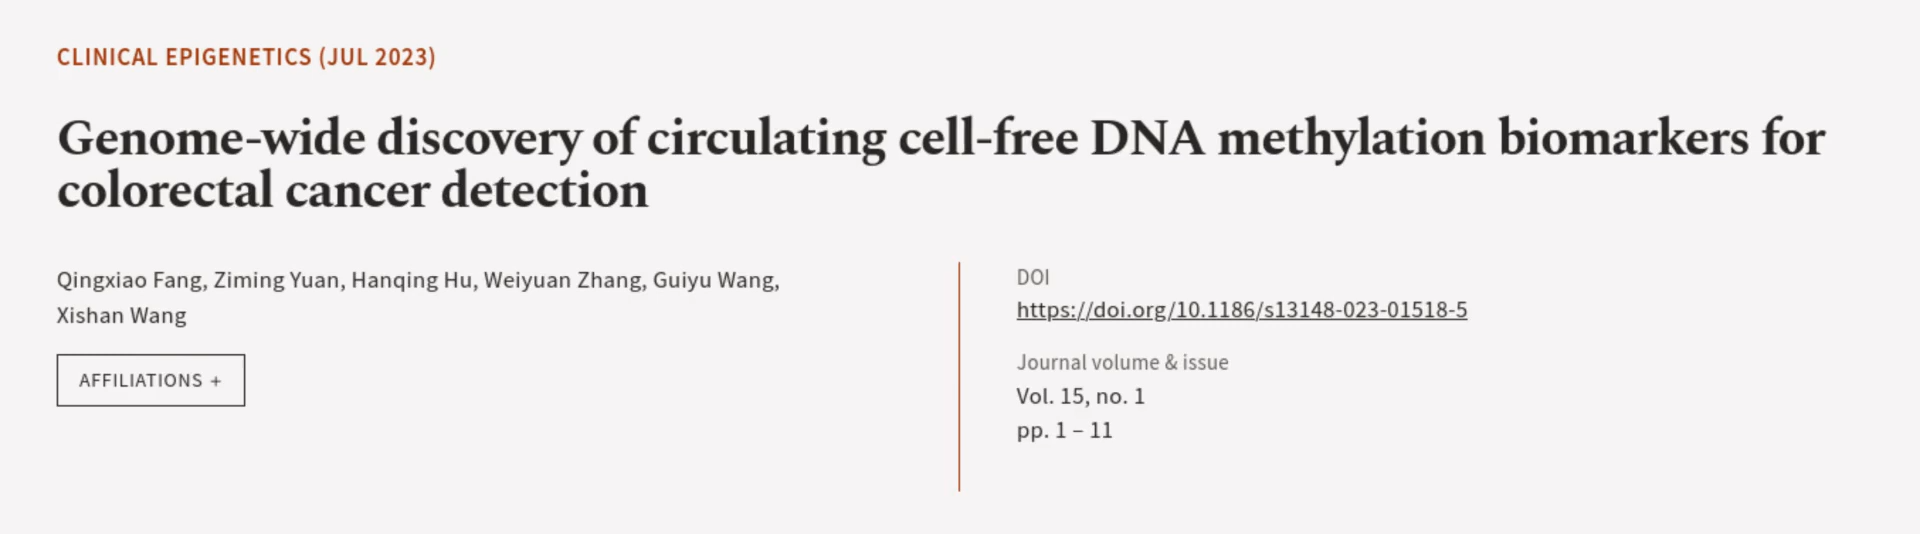 CLINICAL EPIGENETICS (JUL 2023)
Genome-wide discovery of circulating cell-free DNA methylation biomarkers for
colorectal cancer detection
Qingxiao Fang, Ziming Yuan, Hanqing Hu, Weiyuan Zhang, Guiyu Wang,
Xishan Wang
AFFILIATIONS +
DOI
https://doi.org/10.1186/s13148-023-01518-5
Journal volume & issue
Vol. 15, no. 1
pp. 1 – 11